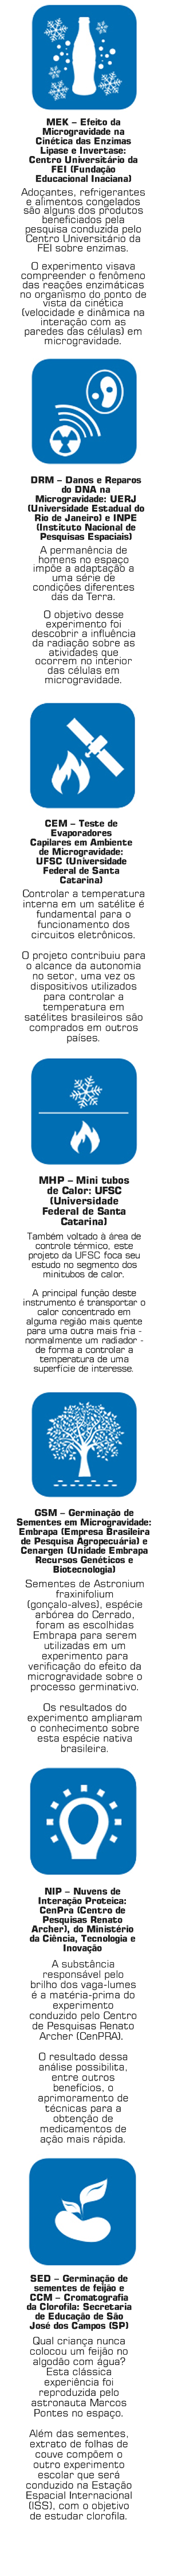 MEK – Efeito da
Microgravidade na
Cinética das Enzimas
Lipase e Invertase:
Centro Universitário da
FEI (Fundação
Educacional Inaciana)
Adoçantes, refrigerantes
e alimentos congelados
são alguns dos produtos
beneficiados pela
pesquisa conduzida pelo
Centro Universitário da
FEI sobre enzimas.
O experimento visava
compreender o fenômeno
das reações enzimáticas
no organismo do ponto de
vista da cinética
(velocidade e dinâmica na
interação com as
paredes das células) em
microgravidade.
DRM – Danos e Reparos
do DNA na
Microgravidade: UERJ
(Universidade Estadual do
Rio de Janeiro) e INPE
(Instituto Nacional de
Pesquisas Espaciais)
A permanência de
homens no espaço
impõe a adaptação a
uma série de
condições diferentes
das da Terra.
O objetivo desse
experimento foi
descobrir a influência
da radiação sobre as
atividades que
ocorrem no interior
das células em
microgravidade.
CEM – Teste de
Evaporadores
Capilares em Ambiente
de Microgravidade:
UFSC (Universidade
Federal de Santa
Catarina)
Controlar a temperatura
interna em um satélite é
fundamental para o
funcionamento dos
circuitos eletrônicos.
O projeto contribuiu para
o alcance da autonomia
no setor, uma vez os
dispositivos utilizados
para controlar a
temperatura em
satélites brasileiros são
comprados em outros
países.
MHP – Mini tubos
de Calor: UFSC
(Universidade
Federal de Santa
Catarina)
Também voltado à área de
controle térmico, este
projeto da UFSC foca seu
estudo no segmento dos
minitubos de calor.
A principal função deste
instrumento é transportar o
calor concentrado em
alguma região mais quente
para uma outra mais fria -
normalmente um radiador -
de forma a controlar a
temperatura de uma
superfície de interesse.
GSM – Germinação de
Sementes em Microgravidade:
Embrapa (Empresa Brasileira
de Pesquisa Agropecuária) e
Cenargen (Unidade Embrapa
Recursos Genéticos e
Biotecnologia)
Sementes de Astronium
fraxinifolium
(gonçalo-alves), espécie
arbórea do Cerrado,
foram as escolhidas
Embrapa para serem
utilizadas em um
experimento para
verificação do efeito da
microgravidade sobre o
processo germinativo.
Os resultados do
experimento ampliaram
o conhecimento sobre
esta espécie nativa
brasileira.
NIP – Nuvens de
Interação Proteica:
CenPra (Centro de
Pesquisas Renato
Archer), do Ministério
da Ciência, Tecnologia e
Inovação
A substância
responsável pelo
brilho dos vaga-lumes
é a matéria-prima do
experimento
conduzido pelo Centro
de Pesquisas Renato
Archer (CenPRA).
O resultado dessa
análise possibilita,
entre outros
benefícios, o
aprimoramento de
técnicas para a
obtenção de
medicamentos de
ação mais rápida.
SED – Germinação de
sementes de feijão e
CCM – Cromatografia
da Clorofila: Secretaria
de Educação de São
José dos Campos (SP)
Qual criança nunca
colocou um feijão no
algodão com água?
Esta clássica
experiência foi
reproduzida pelo
astronauta Marcos
Pontes no espaço.
Além das sementes,
extrato de folhas de
couve compõem o
outro experimento
escolar que será
conduzido na Estação
Espacial Internacional
(ISS), com o objetivo
de estudar clorofila.